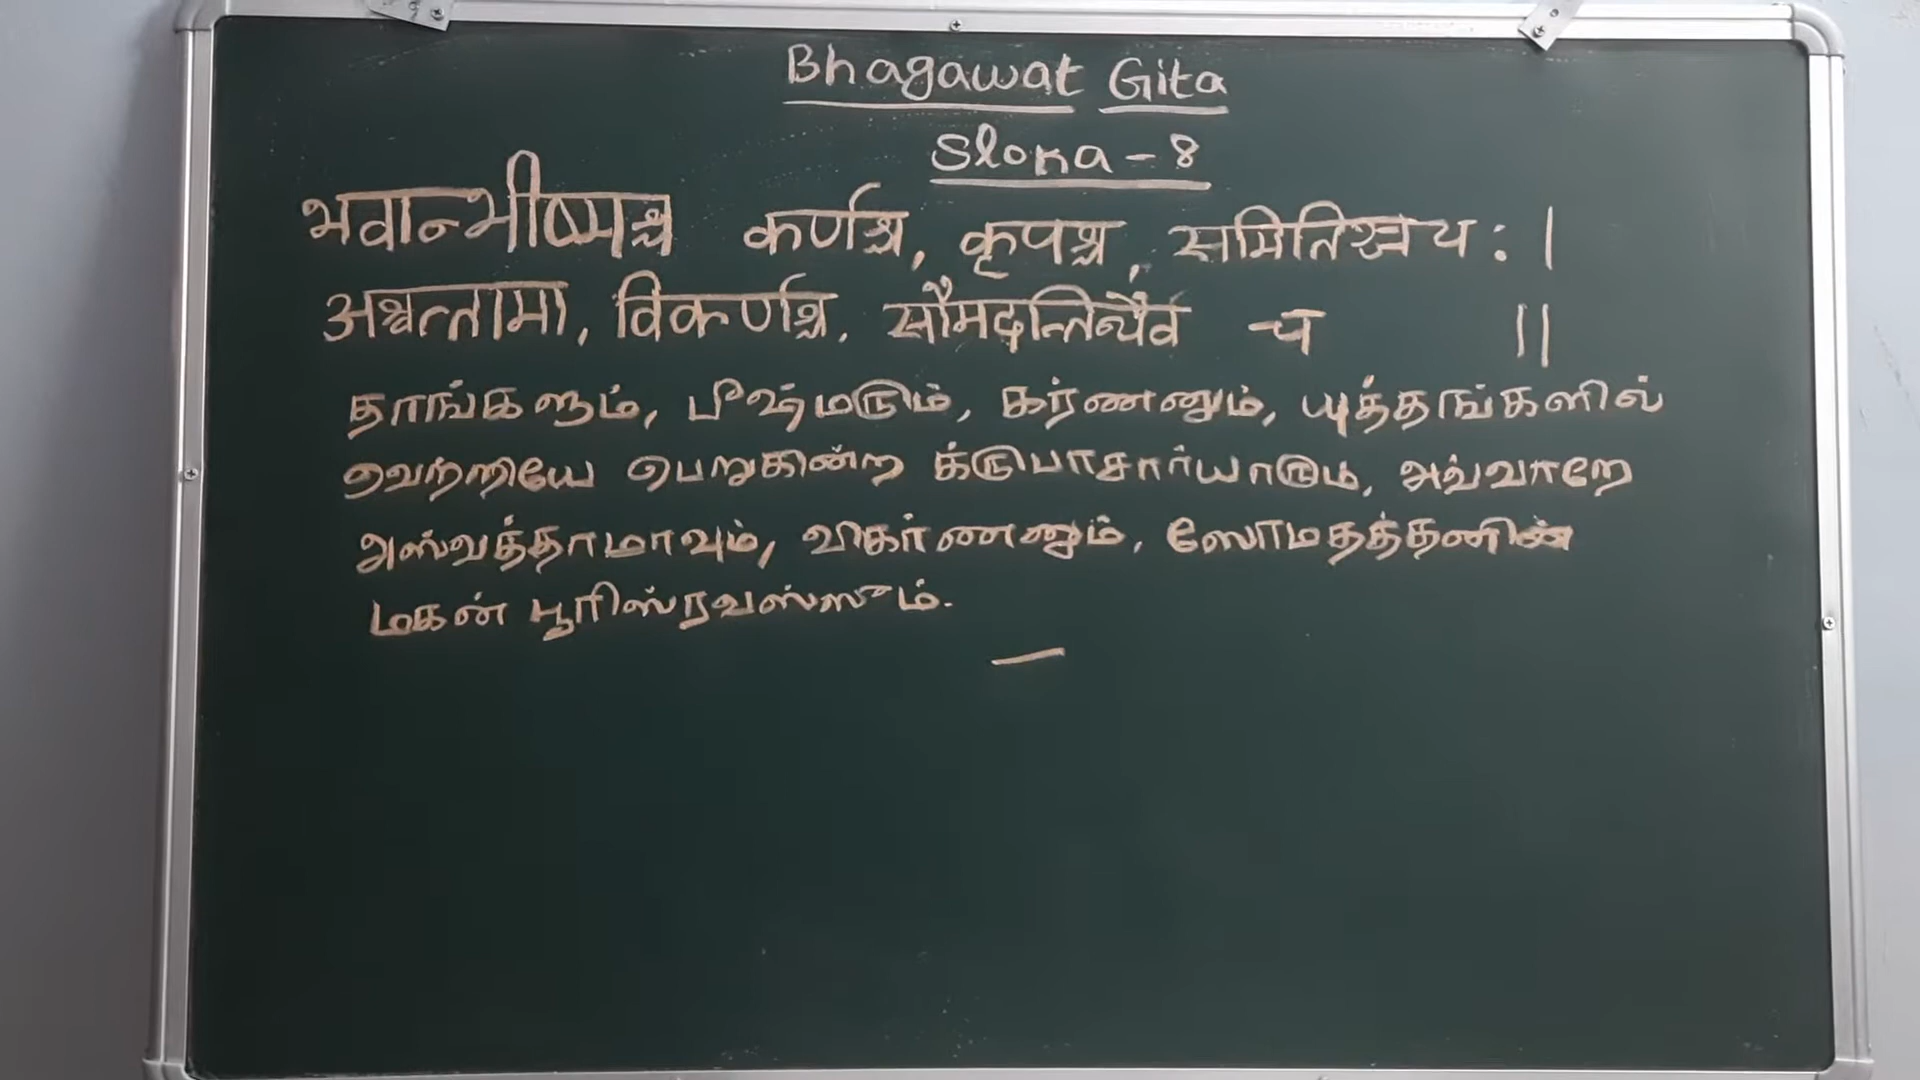 Bhagawat Gita
Sloka - 8
भवान्भीष्मश्च कर्णश्च, कृपश्च, समितिञ्जय: |
अश्वत्तामा, विकर्णश्च, सौमदत्तिस्थैव च ||
தாங்களும், பீஷ்மரும், கர்ணனும், யுத்தங்களில்
வெற்றியே பெறுகின்ற க்ருபாசார்யாரும், அவ்வாறே
அஸ்வத்தாமாவும், விகர்ணனும், ஸோமதத்தனின்
மகன் பூரிஸ்ரவஸ்ஸும்.